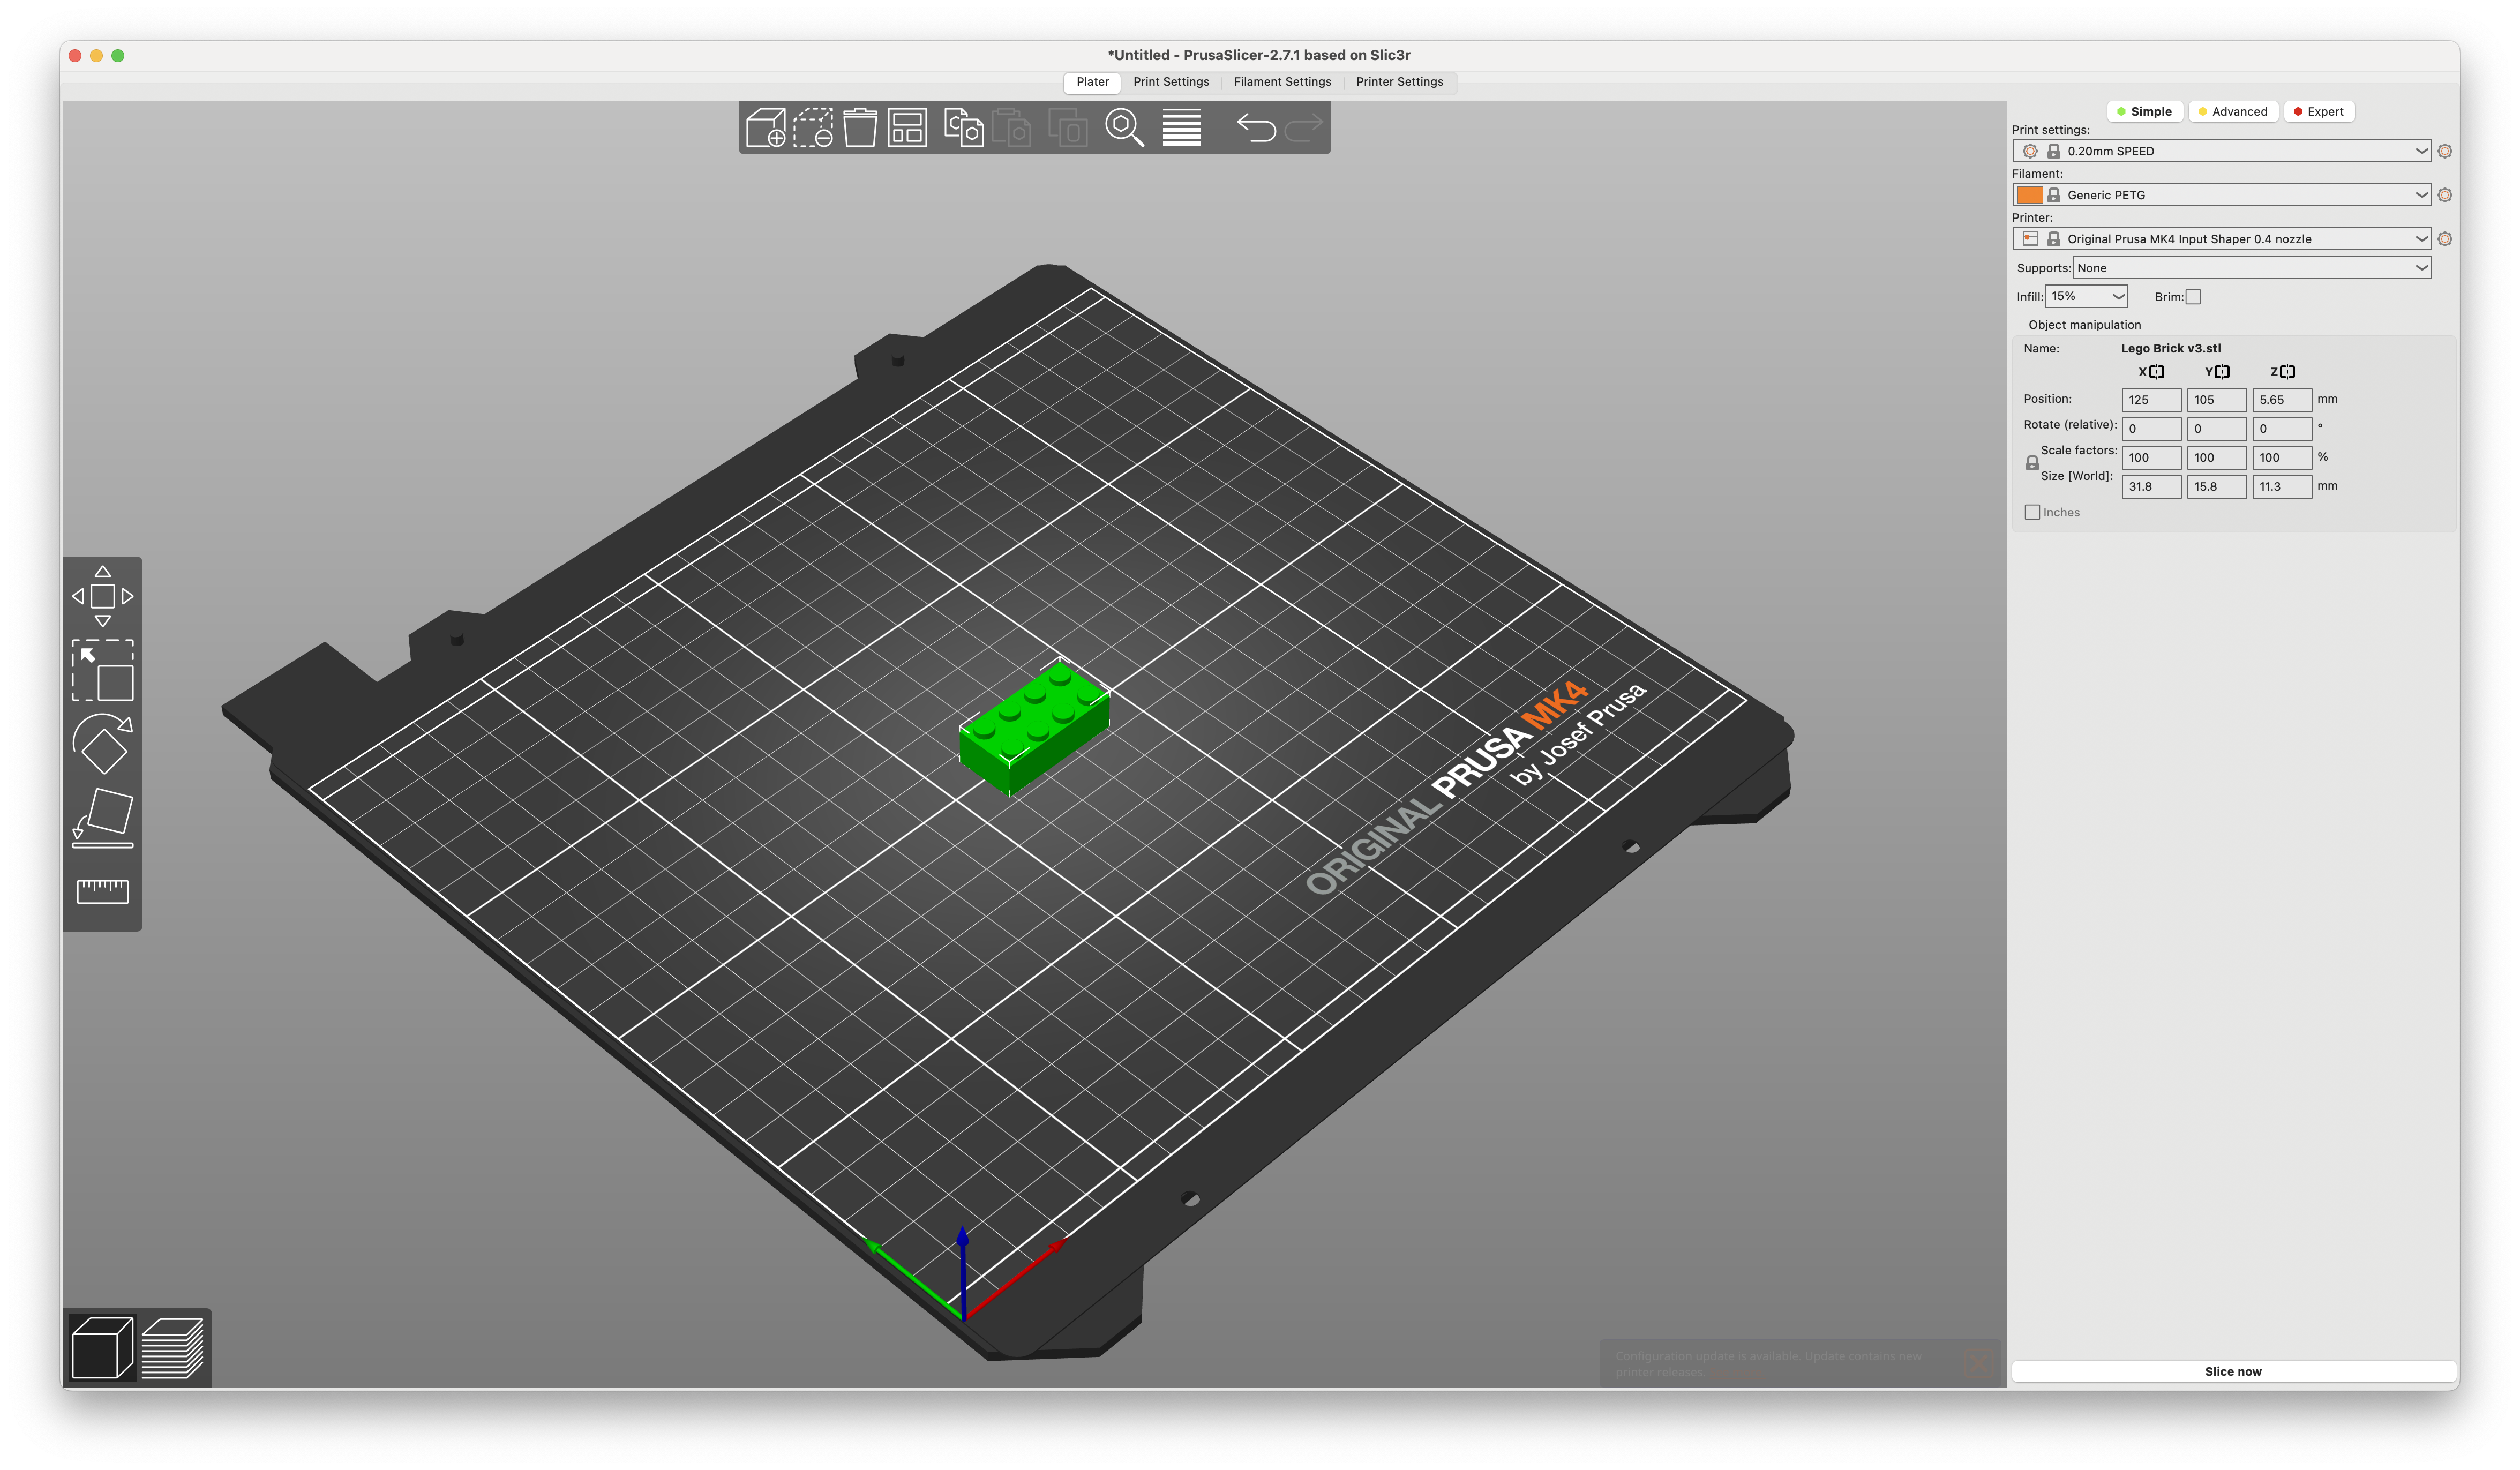 *Untitled - PrusaSlicer-2.7.1 based on Slic3r
Plater Print Settings Filament Settings Printer Settings
Simple Advanced Expert
Print settings:
0.20mm SPEED
Filament:
Generic PETG
Printer:
Original Prusa MK4 Input Shaper 0.4 nozzle
Supports: None
Infill: 15% Brim:
Object manipulation
Name: Lego Brick v3.stl
X Y Z
Position: 125 105 5.65 mm
Rotate (relative): 0 0 0 °
Scale factors: 100 100 100 %
Size [World]: 31.8 15.8 11.3 mm
Inches
ORIGINAL PRUSA MK4
by Josef Prusa
Configuration update is available. Update contains new
printer releases.
Slice now